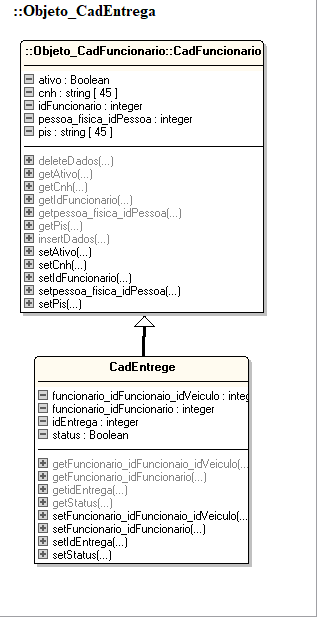 ::Objeto_CadEntrega
::Objeto_CadFuncionario::CadFuncionario
ativo : Boolean
cnh : string [ 45 ]
idFuncionario : integer
pessoa_fisica_idPessoa : integer
pis : string [ 45 ]
deleteDados(...)
getAtivo(...)
getCnh(...)
getIdFuncionario(...)
getpessoa_fisica_idPessoa(...)
getPis(...)
insertDados(...)
setAtivo(...)
setCnh(...)
setIdFuncionario(...)
setpessoa_fisica_idPessoa(...)
setPis(...)
CadEntrege
funcionario_idFuncionaio_idVeiculo : integ
funcionario_idFuncionario : integer
idEntrega : integer
status : Boolean
getFuncionario_idFuncionaio_idVeiculo(...
getFuncionario_idFuncionario(...)
getidEntrega(...)
getStatus(...)
setFuncionario_idFuncionaio_idVeiculo(...
setFuncionario_idFuncionario(...)
setIdEntrega(...)
setStatus(...)